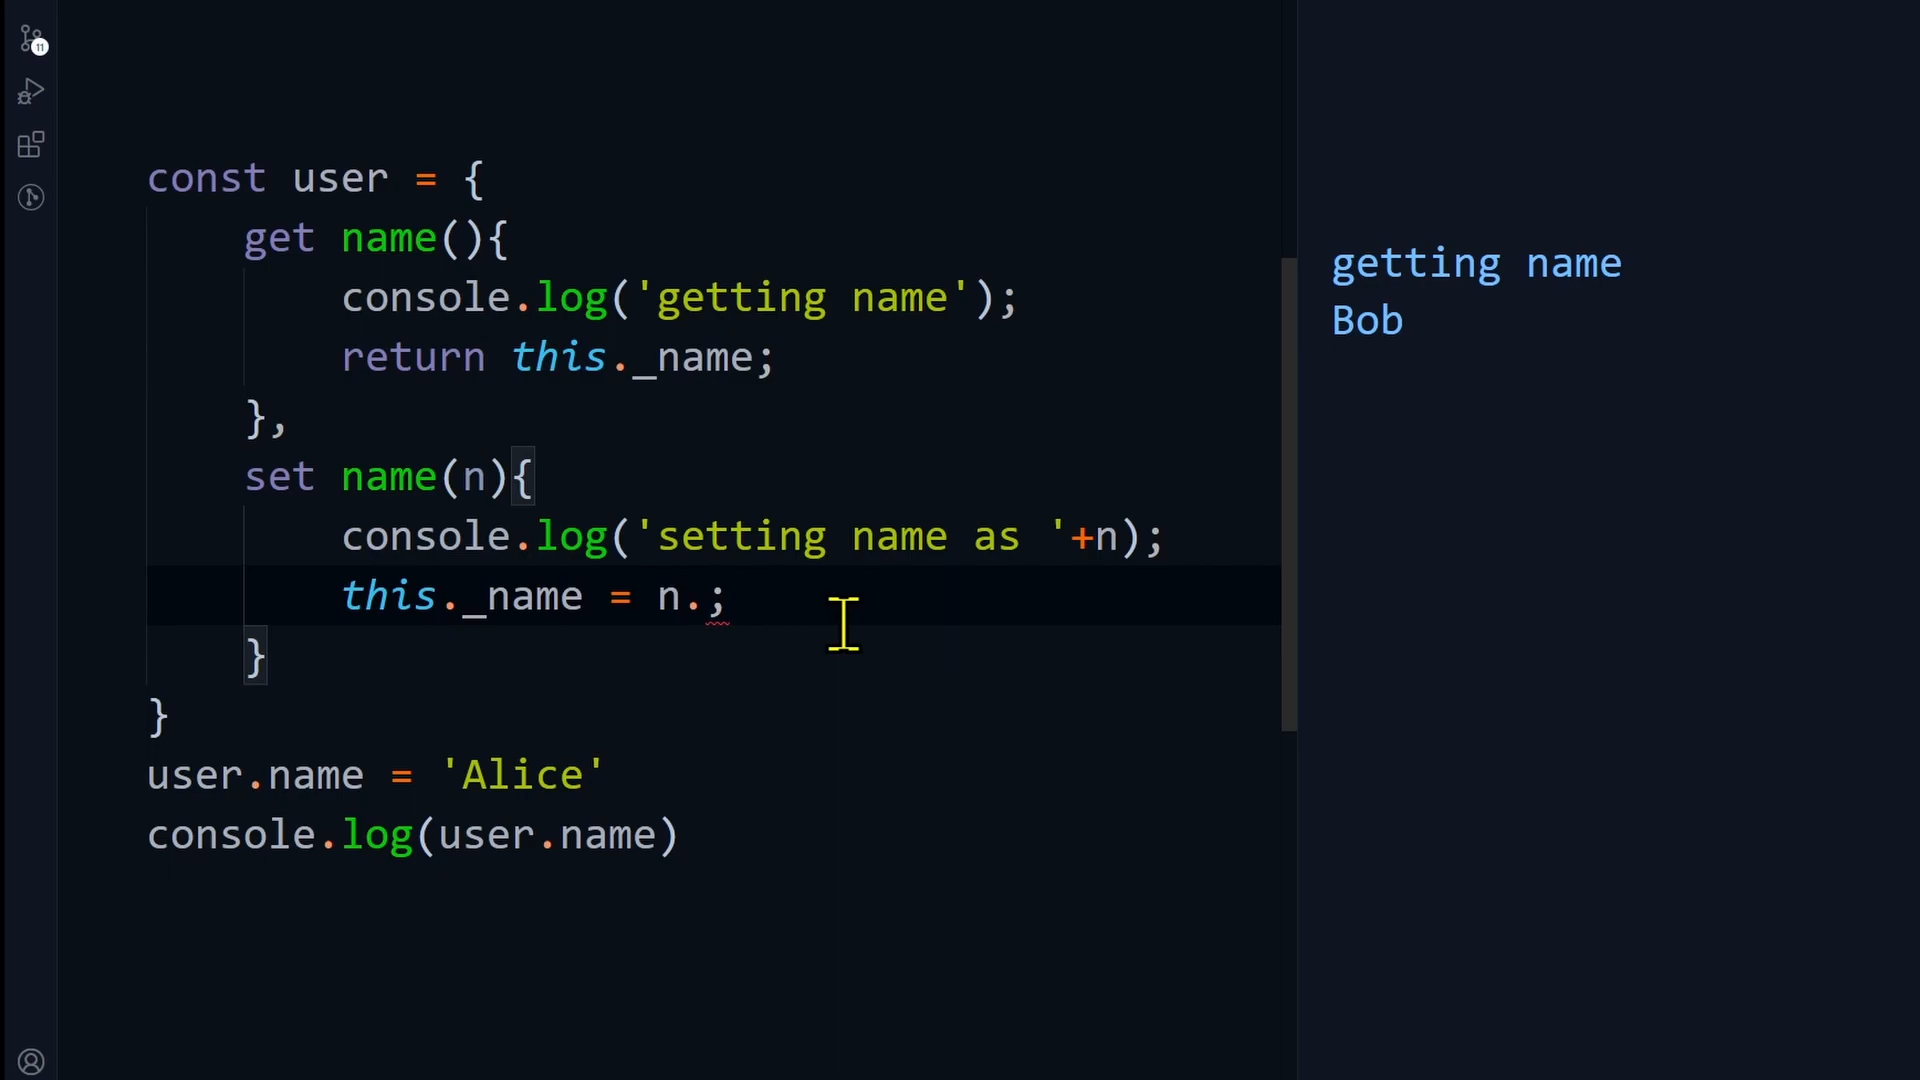 11
const user = {
get name(){
console.log('getting name');
return this._name;
},
set name(n){
console.log('setting name as '+n);
this._name = n.;
}
}
user.name = 'Alice'
console.log(user.name)
getting name
Bob